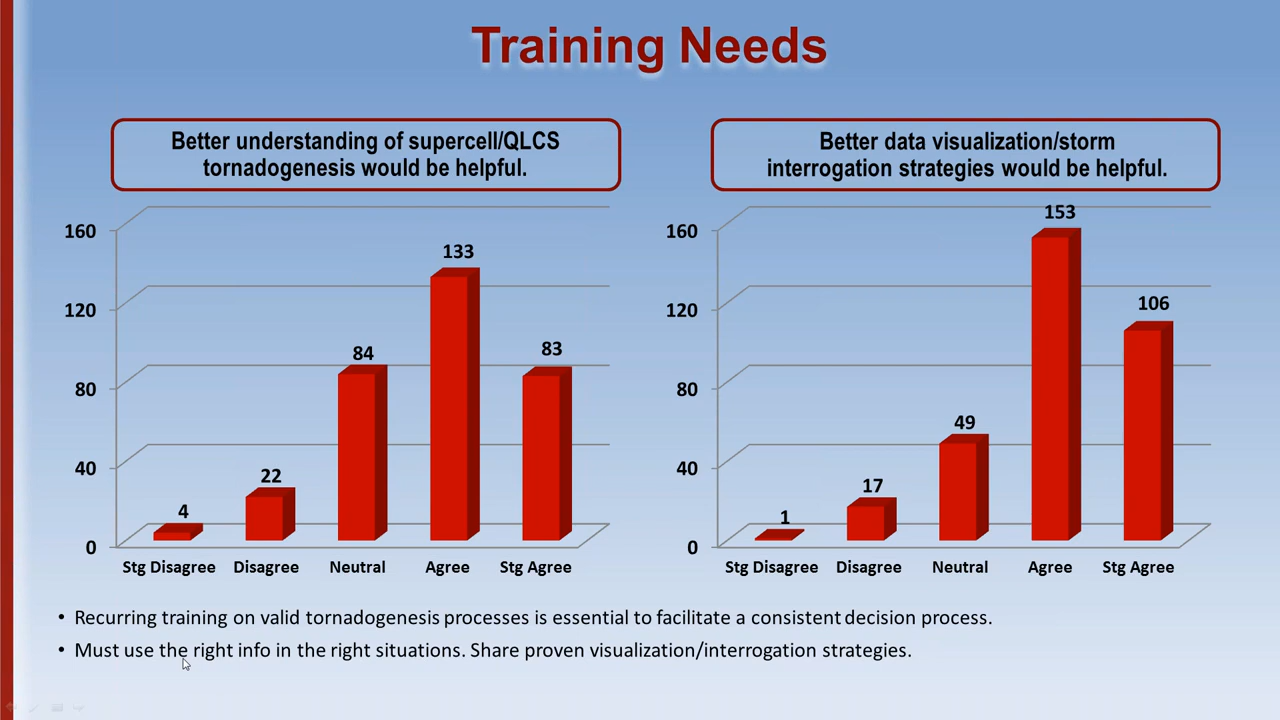 Training Needs
Better understanding of supercell/QLCS
tornadogenesis would be helpful.
160
120
80
40
0
4
22
84
133
83
Stg Disagree
Disagree
Neutral
Agree
Stg Agree
Better data visualization/storm
interrogation strategies would be helpful.
160
120
80
40
0
1
17
49
153
106
Stg Disagree
Disagree
Neutral
Agree
Stg Agree
• Recurring training on valid tornadogenesis processes is essential to facilitate a consistent decision process.
• Must use the right info in the right situations. Share proven visualization/interrogation strategies.